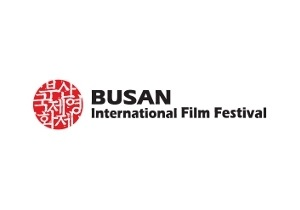 부산
국제영
화제
BUSAN
International Film Festival